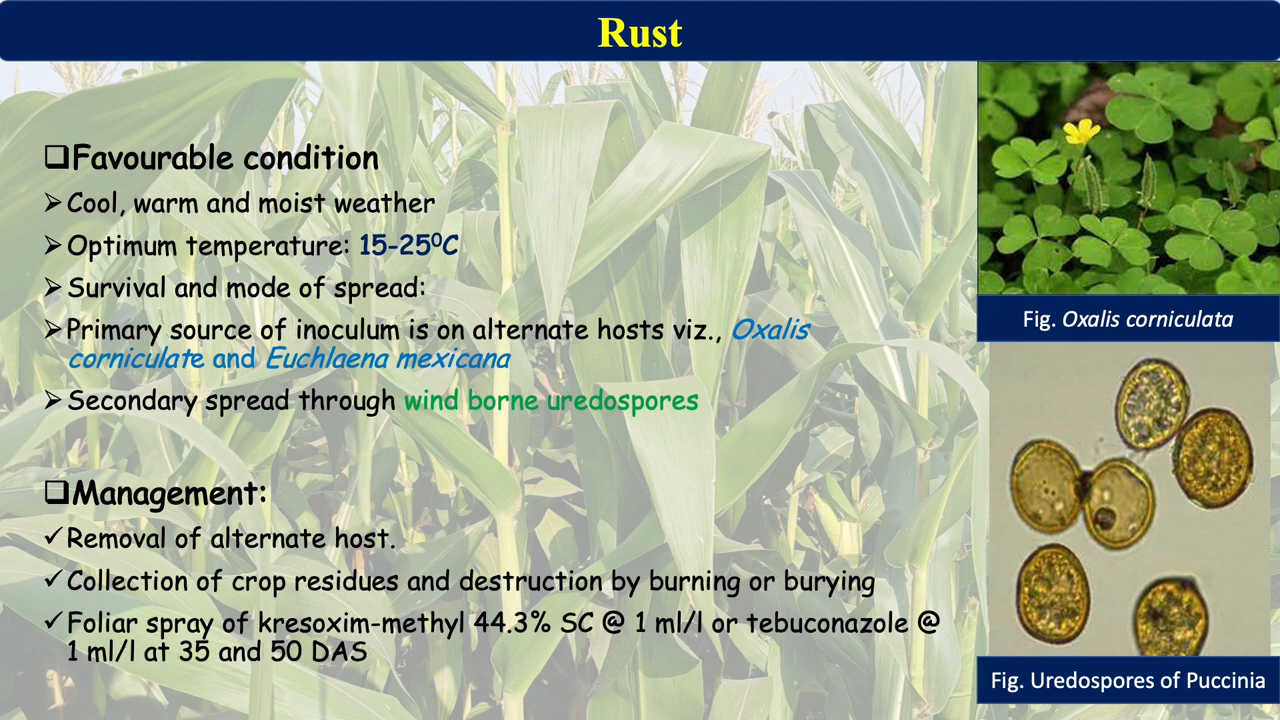 Rust
❑Favourable condition
➢Cool, warm and moist weather
➢Optimum temperature: 15-25⁰C
➢Survival and mode of spread:
➢Primary source of inoculum is on alternate hosts viz., Oxalis
corniculate and Euchlaena mexicana
➢Secondary spread through wind borne uredospores
❑Management:
✓Removal of alternate host.
✓Collection of crop residues and destruction by burning or burying
✓Foliar spray of kresoxim-methyl 44.3% SC @ 1 ml/l or tebuconazole @
1 ml/l at 35 and 50 DAS
Fig. Oxalis corniculata
Fig. Uredospores of Puccinia